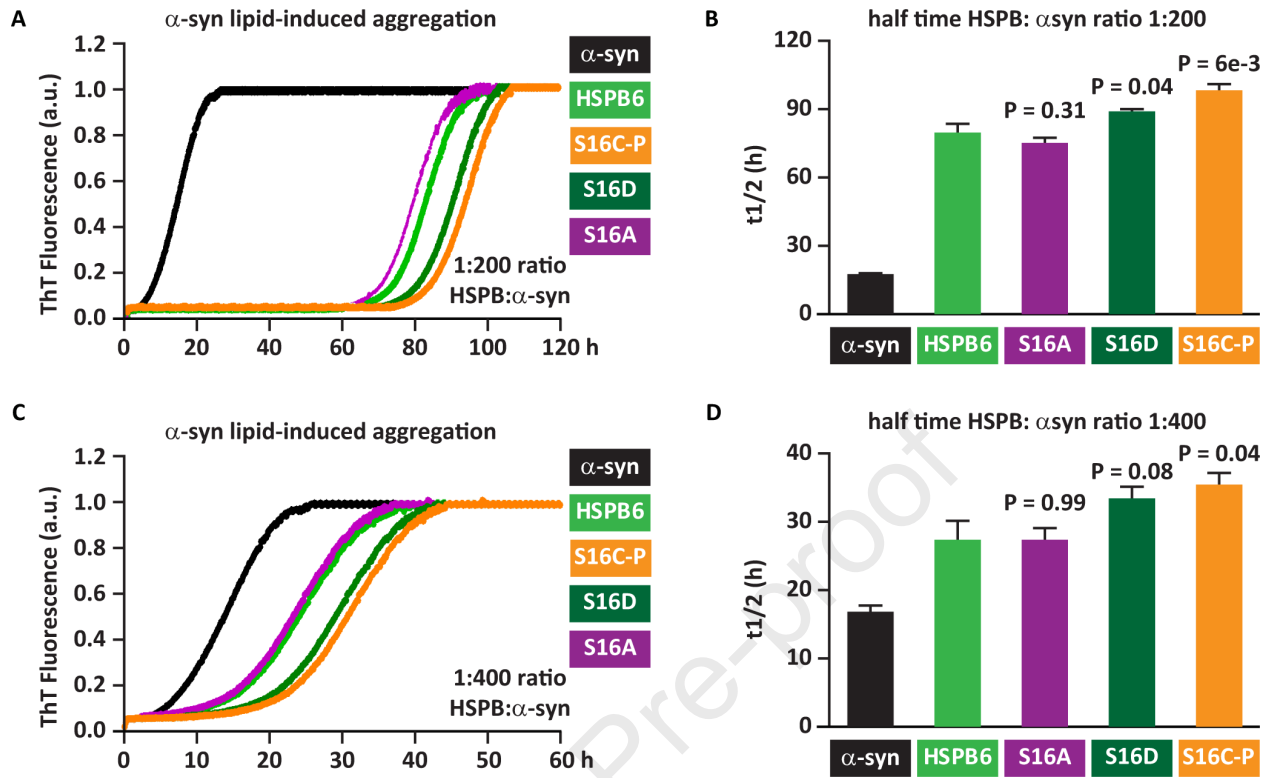 A
α-syn lipid-induced aggregation
ThT Fluorescence (a.u.)
1.2
1.0
0.8
0.6
0.4
0.2
0.0
0 20 40 60 80 100 120 h
1:200 ratio
HSPB:α-syn
α-syn
HSPB6
S16C-P
S16D
S16A
B
half time HSPB: αsyn ratio 1:200
t1/2 (h)
120
90
60
30
0
P = 0.31
P = 0.04
P = 6e-3
α-syn HSPB6 S16A S16D S16C-P
C
α-syn lipid-induced aggregation
ThT Fluorescence (a.u.)
1.2
1.0
0.8
0.6
0.4
0.2
0.0
0 10 20 30 40 50 60 h
1:400 ratio
HSPB:α-syn
α-syn
HSPB6
S16C-P
S16D
S16A
D
half time HSPB: αsyn ratio 1:400
t1/2 (h)
40
30
20
10
0
P = 0.99
P = 0.08
P = 0.04
α-syn HSPB6 S16A S16D S16C-P
Pre-proof